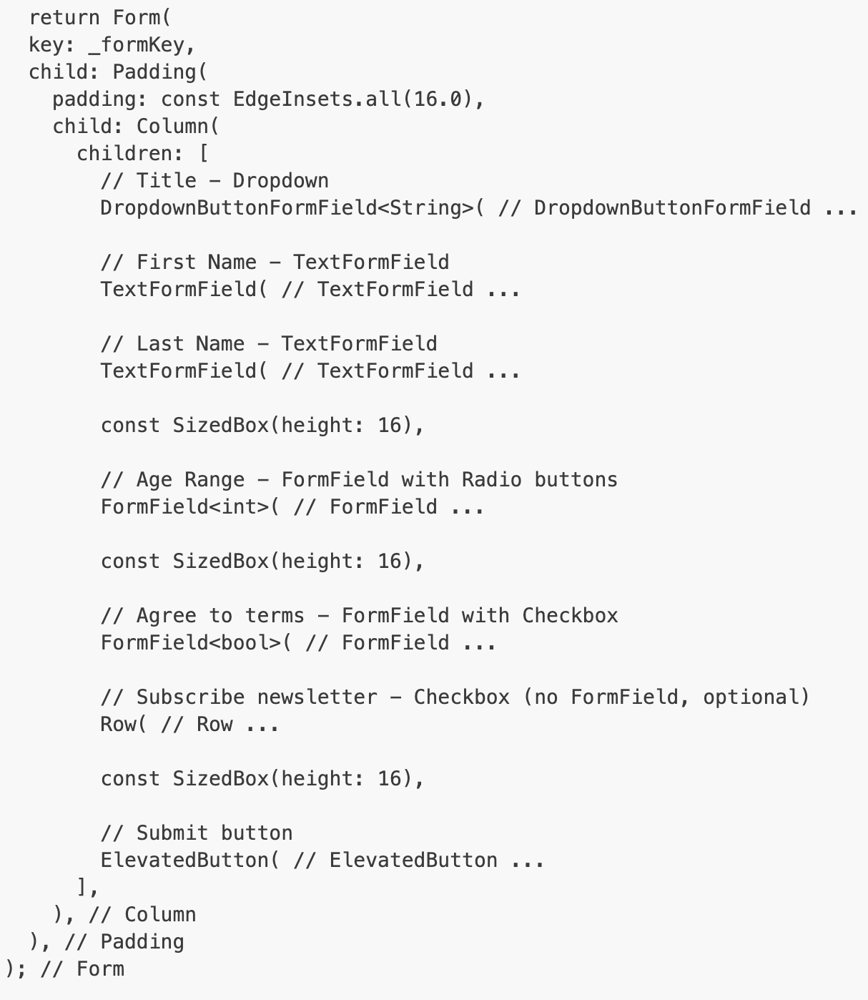 return Form(
key: _formKey,
child: Padding(
padding: const EdgeInsets.all(16.0),
child: Column(
children: [
// Title – Dropdown
DropdownButtonFormField<String>( // DropdownButtonFormField ...
// First Name – TextFormField
TextFormField( // TextFormField ...
// Last Name – TextFormField
TextFormField( // TextFormField ...
const SizedBox(height: 16),
// Age Range – FormField with Radio buttons
FormField<int>( // FormField ...
const SizedBox(height: 16),
// Agree to terms – FormField with Checkbox
FormField<bool>( // FormField ...
// Subscribe newsletter – Checkbox (no FormField, optional)
Row( // Row ...
const SizedBox(height: 16),
// Submit button
ElevatedButton( // ElevatedButton ...
],
), // Column
), // Padding
); // Form